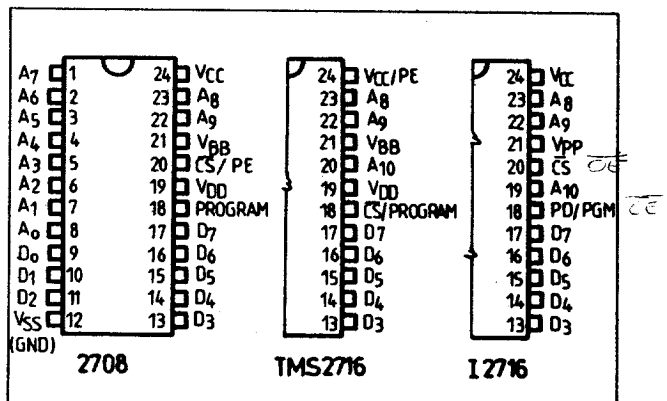 A7 1 24 VCC
A6 2 23 A8
A5 3 22 A9
A4 4 21 VBB
A3 5 20 C̅S̅/PE
A2 6 19 VDD
A1 7 18 PROGRAM
A0 8 17 D7
D0 9 16 D6
D1 10 15 D5
D2 11 14 D4
VSS 12 13 D3
(GND)
2708
24 VCC/PE
23 A8
22 A9
21 VBB
20 A10
19 VDD
18 C̅S̅/PROGRAM
17 D7
16 D6
15 D5
14 D4
13 D3
TMS2716
24 VCC
23 A8
22 A9
21 VPP
20 C̅S̅ O̅E̅
19 A10
18 PD/PGM C̅E̅
17 D7
16 D6
15 D5
14 D4
13 D3
I2716